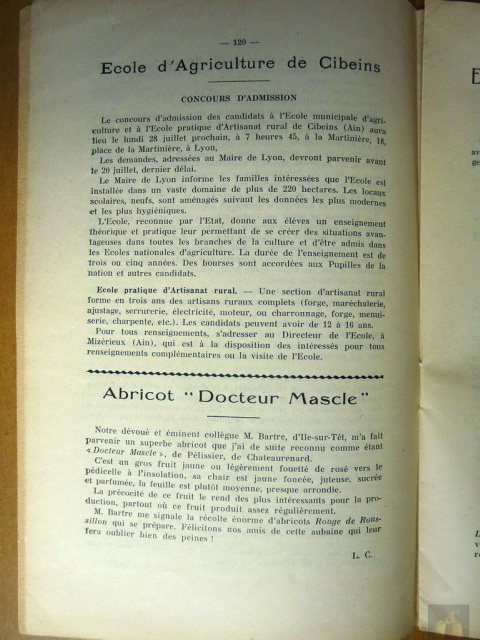 — 120 —
Ecole d'Agriculture de Cibeins
CONCOURS D'ADMISSION
Le concours d'admission des candidats à l'Ecole municipale d'agri-
culture et à l'Ecole pratique d'Artisanat rural de Cibeins (Ain) aura
lieu le lundi 28 juillet prochain, à 7 heures 45, à la Martinière, 18,
place de la Martinière, à Lyon,
Les demandes, adressées au Maire de Lyon, devront parvenir avant
le 20 juillet, dernier délai.
Le Maire de Lyon informe les familles intéressées que l'Ecole est
installée dans un vaste domaine de plus de 220 hectares. Les locaux
scolaires, neufs, sont aménagés suivant les données les plus modernes
et les plus hygiéniques.
L'Ecole, reconnue par l'Etat, donne aux élèves un enseignement
théorique et pratique leur permettant de se créer des situations avan-
tageuses dans toutes les branches de la culture et d'être admis dans
les Ecoles nationales d'agriculture. La durée de l'enseignement est de
trois ou cinq années. Des bourses sont accordées aux Pupilles de la
nation et autres candidats.
Ecole pratique d'Artisanat rural. — Une section d'artisanat rural
forme en trois ans des artisans ruraux complets (forge, maréchalerie,
ajustage, serrurerie, électricité, moteur, ou charronnage, forge, menui-
serie, charpente, etc.). Les candidats peuvent avoir de 12 à 16 ans.
Pour tous renseignements, s'adresser au Directeur de l'Ecole, à
Mizérieux (Ain), qui est à la disposition des intéressés pour tous
renseignements complémentaires ou la visite de l'Ecole.
Abricot "Docteur Mascle"
Notre dévoué et éminent collègue M. Bartre, d'Ile-sur-Têt, m'a fait
parvenir un superbe abricot que j'ai de suite reconnu comme étant
« Docteur Mascle », de Pélissier, de Chateaurenard.
C'est un gros fruit jaune ou légèrement fouetté de rosé vers le
pédicelle à l'insolation, sa chair est jaune foncée, juteuse, sucrée
et parfumée, la feuille est plutôt moyenne, presque arrondie.
La précocité de ce fruit le rend des plus intéressants pour la pro-
duction, partout où ce fruit produit assez régulièrement.
M. Bartre me signale la récolte énorme d'abricots Rouge de Rous-
sillon qui se prépare. Félicitons nos amis de cette aubaine qui leur
fera oublier bien des peines !
L. C.